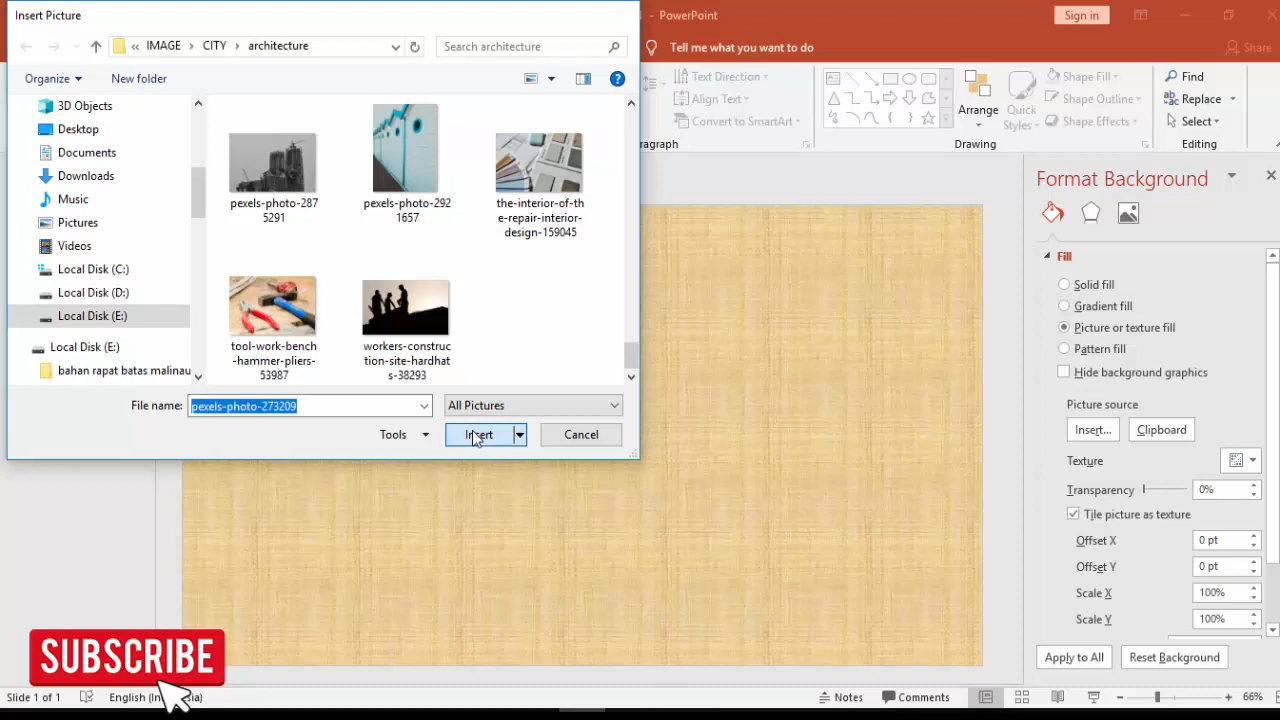 Insert Picture
- PowerPoint
Sign in
« IMAGE › CITY › architecture
Search architecture
Tell me what you want to do
Share
Organize
New folder
Text Direction
Align Text
Convert to SmartArt
Arrange
Quick
Styles
Shape Fill
Shape Outline
Shape Effects
Find
Replace
Select
Drawing
Editing
3D Objects
Desktop
Documents
Downloads
Music
Pictures
Videos
Local Disk (C:)
Local Disk (D:)
Local Disk (E:)
Local Disk (E:)
bahan rapat batas malinau
pexels-photo-287
5291
pexels-photo-292
1657
the-interior-of-th
e-repair-interior-
design-159045
tool-work-bench
-hammer-pliers-
53987
workers-construc
tion-site-hardhat
s-38293
File name: pexels-photo-273209
All Pictures
Tools
Insert
Cancel
Format Background
Fill
Solid fill
Gradient fill
Picture or texture fill
Pattern fill
Hide background graphics
Picture source
Insert...
Clipboard
Texture
Transparency 0%
Tile picture as texture
Offset X 0 pt
Offset Y 0 pt
Scale X 100%
Scale Y 100%
Apply to All
Reset Background
SUBSCRIBE
Slide 1 of 1
Notes
Comments
66%